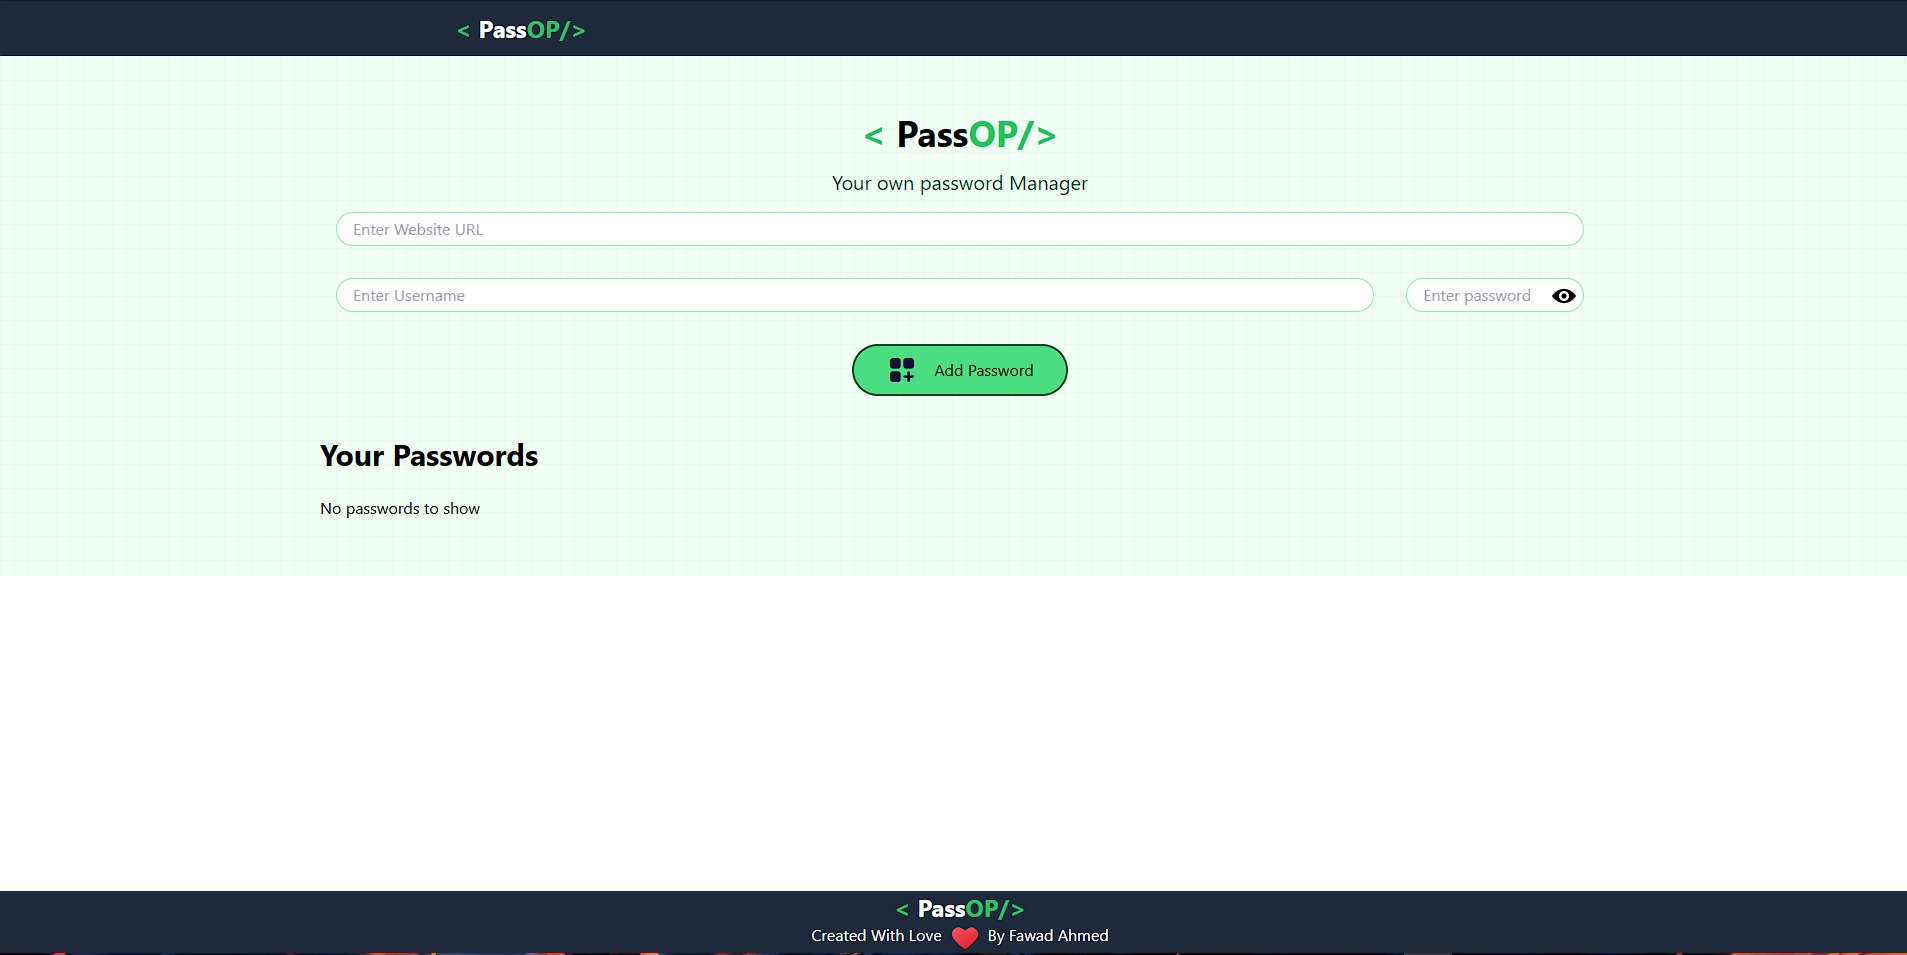 < PassOP/>
< PassOP/>
Your own password Manager
Enter Website URL
Enter Username Enter password
Add Password
Your Passwords
No passwords to show
< PassOP/>
Created With Love By Fawad Ahmed